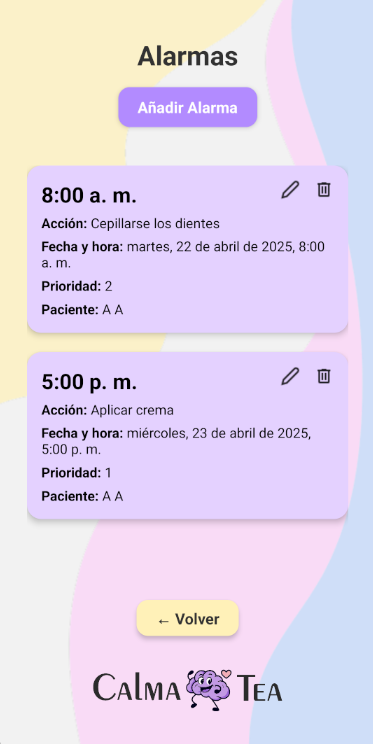 Alarmas
Añadir Alarma
8:00 a. m.
Acción: Cepillarse los dientes
Fecha y hora: martes, 22 de abril de 2025, 8:00
a. m.
Prioridad: 2
Paciente: A A
5:00 p. m.
Acción: Aplicar crema
Fecha y hora: miércoles, 23 de abril de 2025,
5:00 p. m.
Prioridad: 1
Paciente: A A
← Volver
CALMA TEA